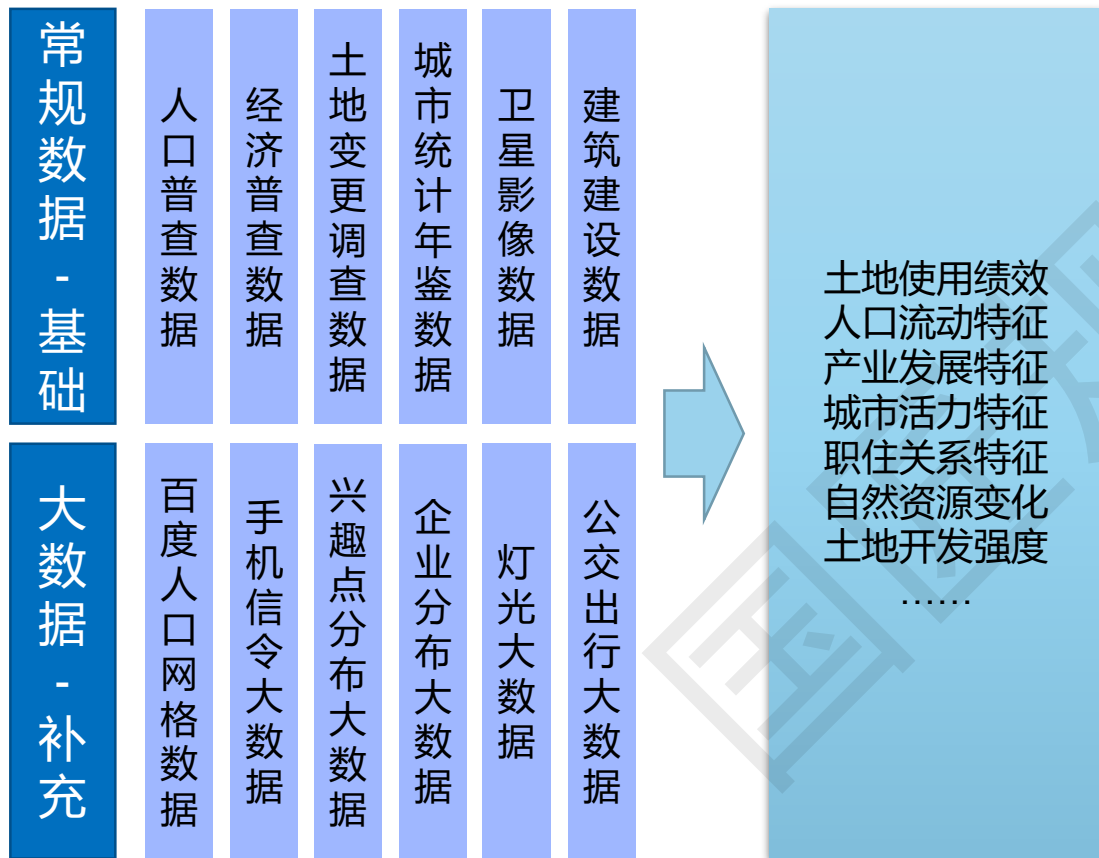 常规数据-基础
人口普查数据
经济普查数据
土地变更调查数据
城市统计年鉴数据
卫星影像数据
建筑建设数据
大数据-补充
百度人口网格数据
手机信令大数据
兴趣点分布大数据
企业分布大数据
灯光大数据
公交出行大数据
土地使用绩效
人口流动特征
产业发展特征
城市活力特征
职住关系特征
自然资源变化
土地开发强度
……